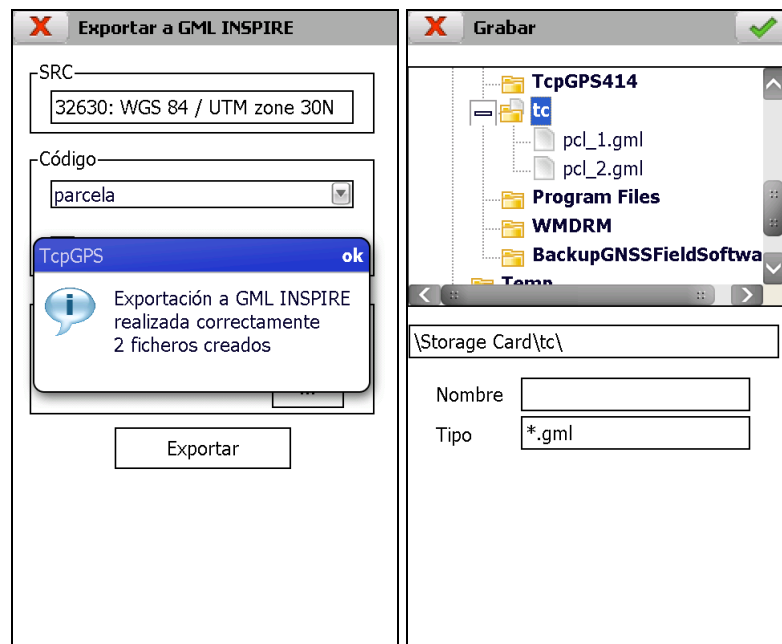 Exportar a GML INSPIRE
SRC
32630: WGS 84 / UTM zone 30N
Código
parcela
TcpGPS
ok
Exportación a GML INSPIRE
realizada correctamente
2 ficheros creados
...
Exportar
Grabar
TcpGPS414
tc
pcl_1.gml
pcl_2.gml
Program Files
WMDRM
BackupGNSSFieldSoftwa
Temp
\Storage Card\tc\
Nombre
Tipo
*.gml